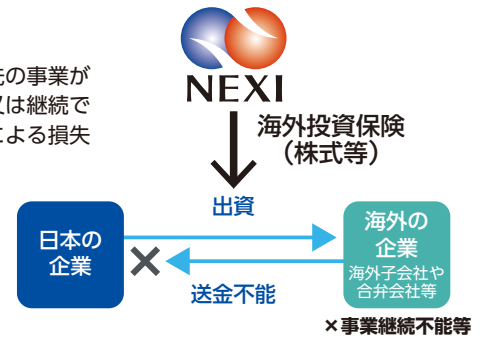 NEXI
先の事業が
又は継続で
による損失
海外投資保険
（株式等）
出資
日本の
企業
海外の
企業
海外子会社や
合弁会社等
送金不能
×事業継続不能等